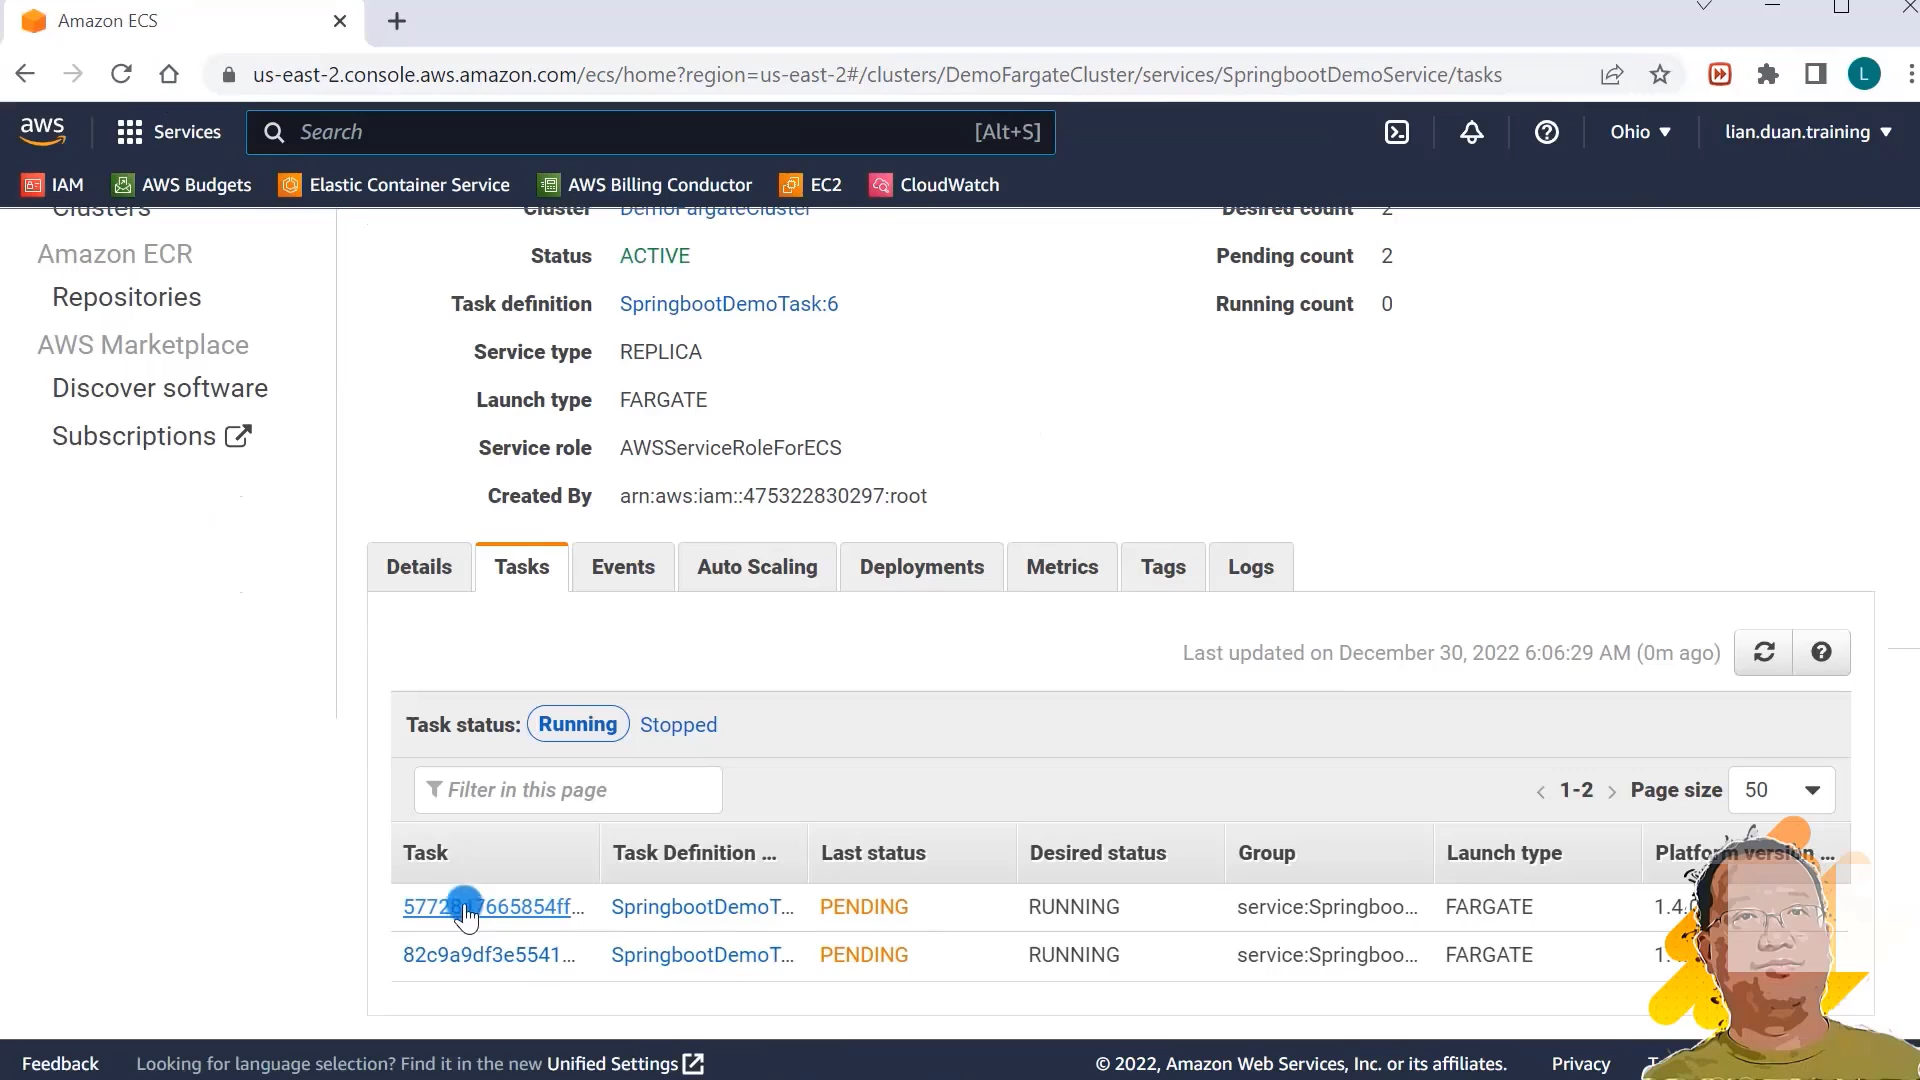 Amazon ECS
us-east-2.console.aws.amazon.com/ecs/home?region=us-east-2#/clusters/DemoFargateCluster/services/SpringbootDemoService/tasks
L
aws Services Search [Alt+S] Ohio lian.duan.training
IAM AWS Budgets Elastic Container Service AWS Billing Conductor EC2 CloudWatch
Clusters Cluster DemoFargateCluster Desired count 2
Amazon ECR Status ACTIVE Pending count 2
Repositories Task definition SpringbootDemoTask:6 Running count 0
AWS Marketplace Service type REPLICA
Discover software Launch type FARGATE
Subscriptions Service role AWSServiceRoleForECS
Created By arn:aws:iam::475322830297:root
Details Tasks Events Auto Scaling Deployments Metrics Tags Logs
Last updated on December 30, 2022 6:06:29 AM (0m ago)
Task status: Running Stopped
Filter in this page 1-2 Page size 50
Task Task Definition ... Last status Desired status Group Launch type Platform version ...
SpringbootDemoT... PENDING RUNNING service:Springboo... FARGATE
82c9a9df3e5541... SpringbootDemoT... PENDING RUNNING service:Springboo... FARGATE
Feedback Looking for language selection? Find it in the new Unified Settings © 2022, Amazon Web Services, Inc. or its affiliates. Privacy